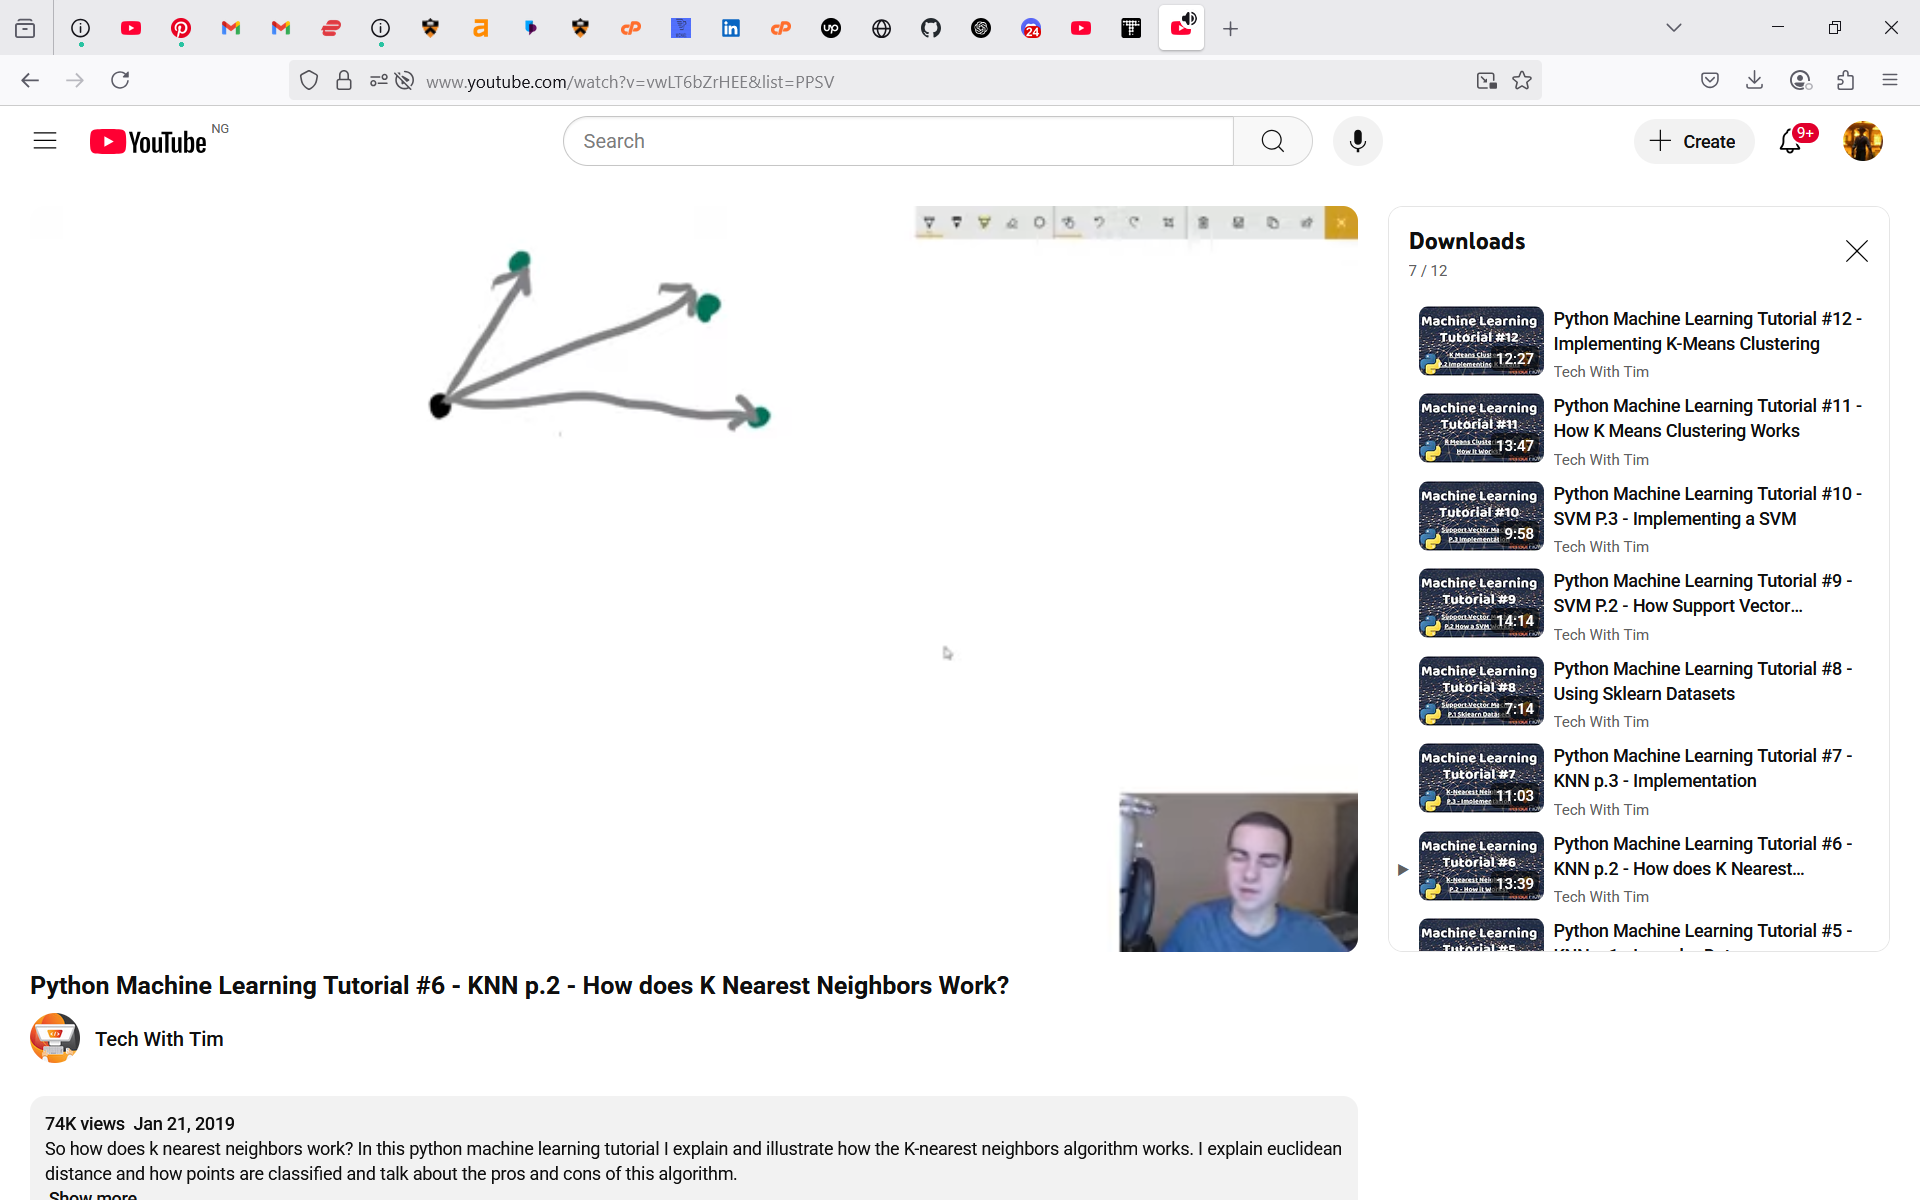 24
www.youtube.com/watch?v=vwLT6bZrHEE&list=PPSV
YouTube NG
Search
Create
9+
Downloads
7 / 12
Machine Learning
Tutorial #12
12:27
Python Machine Learning Tutorial #12 -
Implementing K-Means Clustering
Tech With Tim
Machine Learning
Tutorial #11
How It Works
13:47
Python Machine Learning Tutorial #11 -
How K Means Clustering Works
Tech With Tim
Machine Learning
Tutorial #10
9:58
Python Machine Learning Tutorial #10 -
SVM P.3 - Implementing a SVM
Tech With Tim
Machine Learning
Tutorial #9
14:14
Python Machine Learning Tutorial #9 -
SVM P.2 - How Support Vector...
Tech With Tim
Machine Learning
Tutorial #8
7:14
Python Machine Learning Tutorial #8 -
Using Sklearn Datasets
Tech With Tim
Machine Learning
Tutorial #7
11:03
Python Machine Learning Tutorial #7 -
KNN p.3 - Implementation
Tech With Tim
Machine Learning
Tutorial #6
13:39
Python Machine Learning Tutorial #6 -
KNN p.2 - How does K Nearest...
Tech With Tim
Machine Learning
Tutorial #5
Python Machine Learning Tutorial #5 -
Python Machine Learning Tutorial #6 - KNN p.2 - How does K Nearest Neighbors Work?
Tech With Tim
74K views Jan 21, 2019
So how does k nearest neighbors work? In this python machine learning tutorial I explain and illustrate how the K-nearest neighbors algorithm works. I explain euclidean
distance and how points are classified and talk about the pros and cons of this algorithm.
Show more